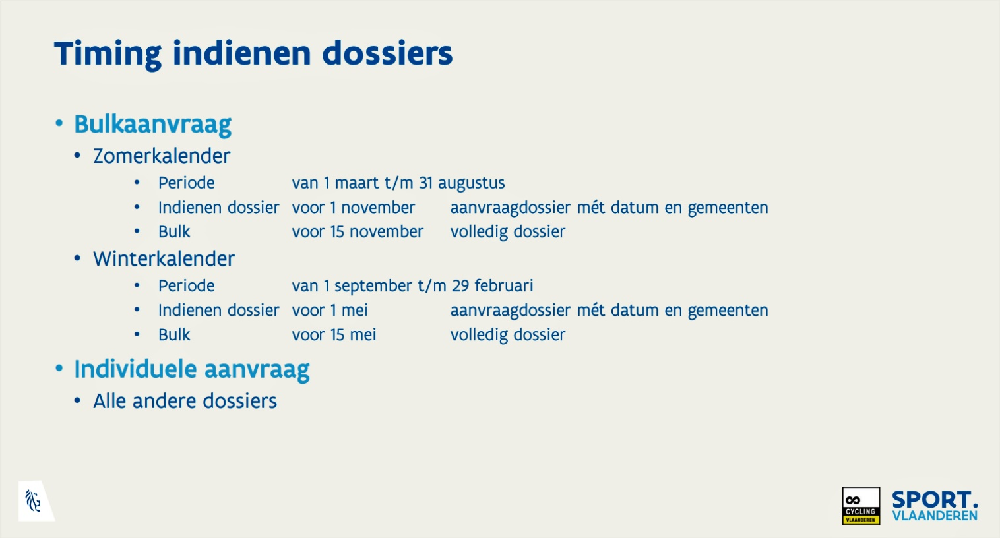 Timing indienen dossiers
• Bulkaanvraag
• Zomerkalender
• Periode van 1 maart t/m 31 augustus
• Indienen dossier voor 1 november aanvraagdossier mét datum en gemeenten
• Bulk voor 15 november volledig dossier
• Winterkalender
• Periode van 1 september t/m 29 februari
• Indienen dossier voor 1 mei aanvraagdossier mét datum en gemeenten
• Bulk voor 15 mei volledig dossier
• Individuele aanvraag
• Alle andere dossiers
CYCLING
VLAANDEREN
SPORT.
VLAANDEREN